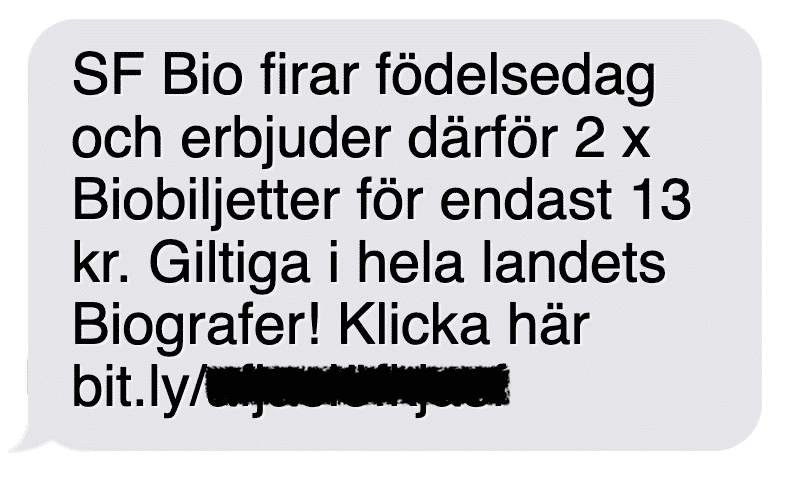 SF Bio firar födelsedag
och erbjuder därför 2 x
Biobiljetter för endast 13
kr. Giltiga i hela landets
Biografer! Klicka här
bit.ly/